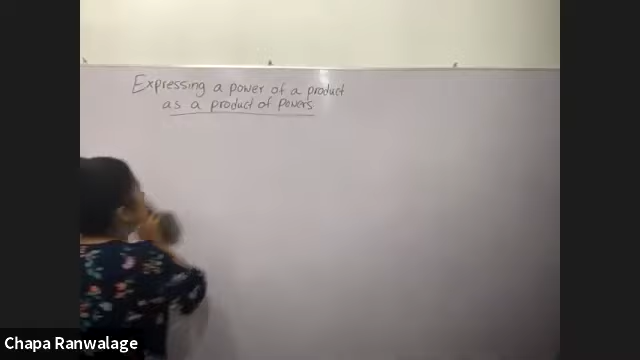 Expressing a power of a product
as a product of powers
Chapa Ranwalage